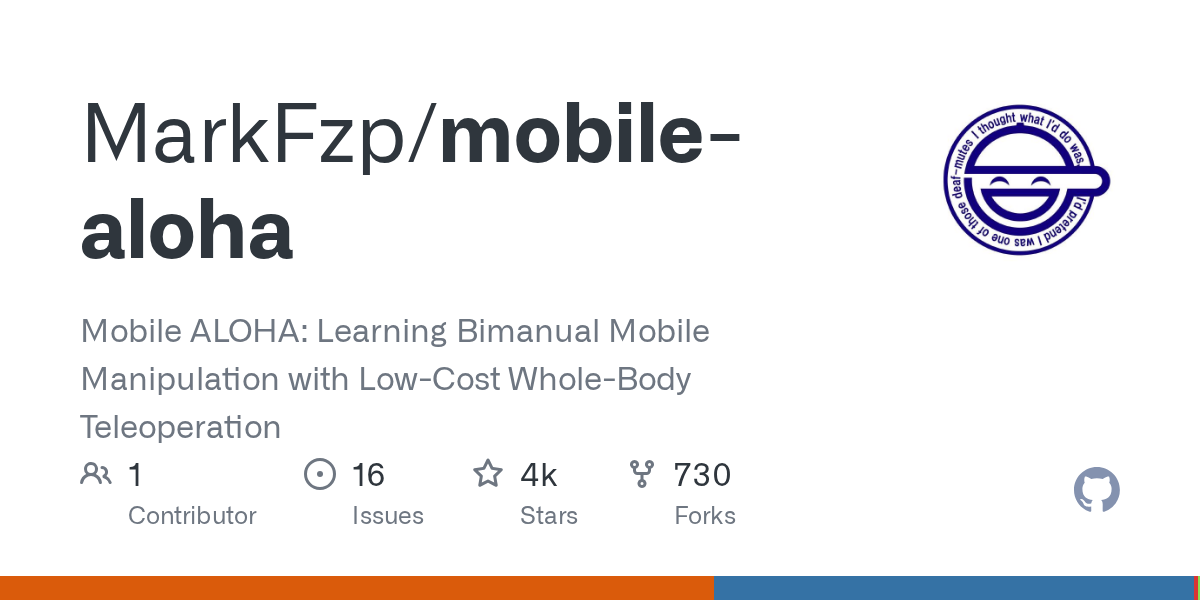 MarkFzp/mobile-
aloha
I thought what I'd do was, I'd pretend I was one of those deaf-mutes
Mobile ALOHA: Learning Bimanual Mobile
Manipulation with Low-Cost Whole-Body
Teleoperation
1
Contributor
16
Issues
4k
Stars
730
Forks